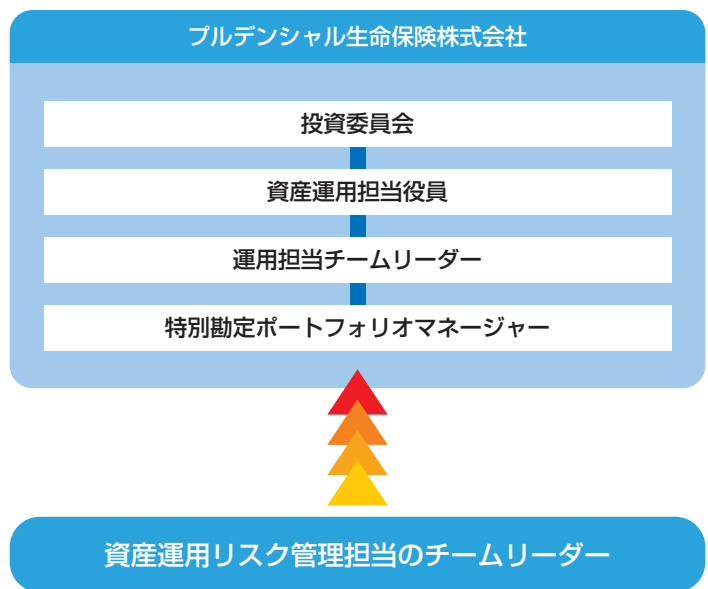 プルデンシャル生命保険株式会社
投資委員会
資産運用担当役員
運用担当チームリーダー
特別勘定ポートフォリオマネージャー
資産運用リスク管理担当のチームリーダー